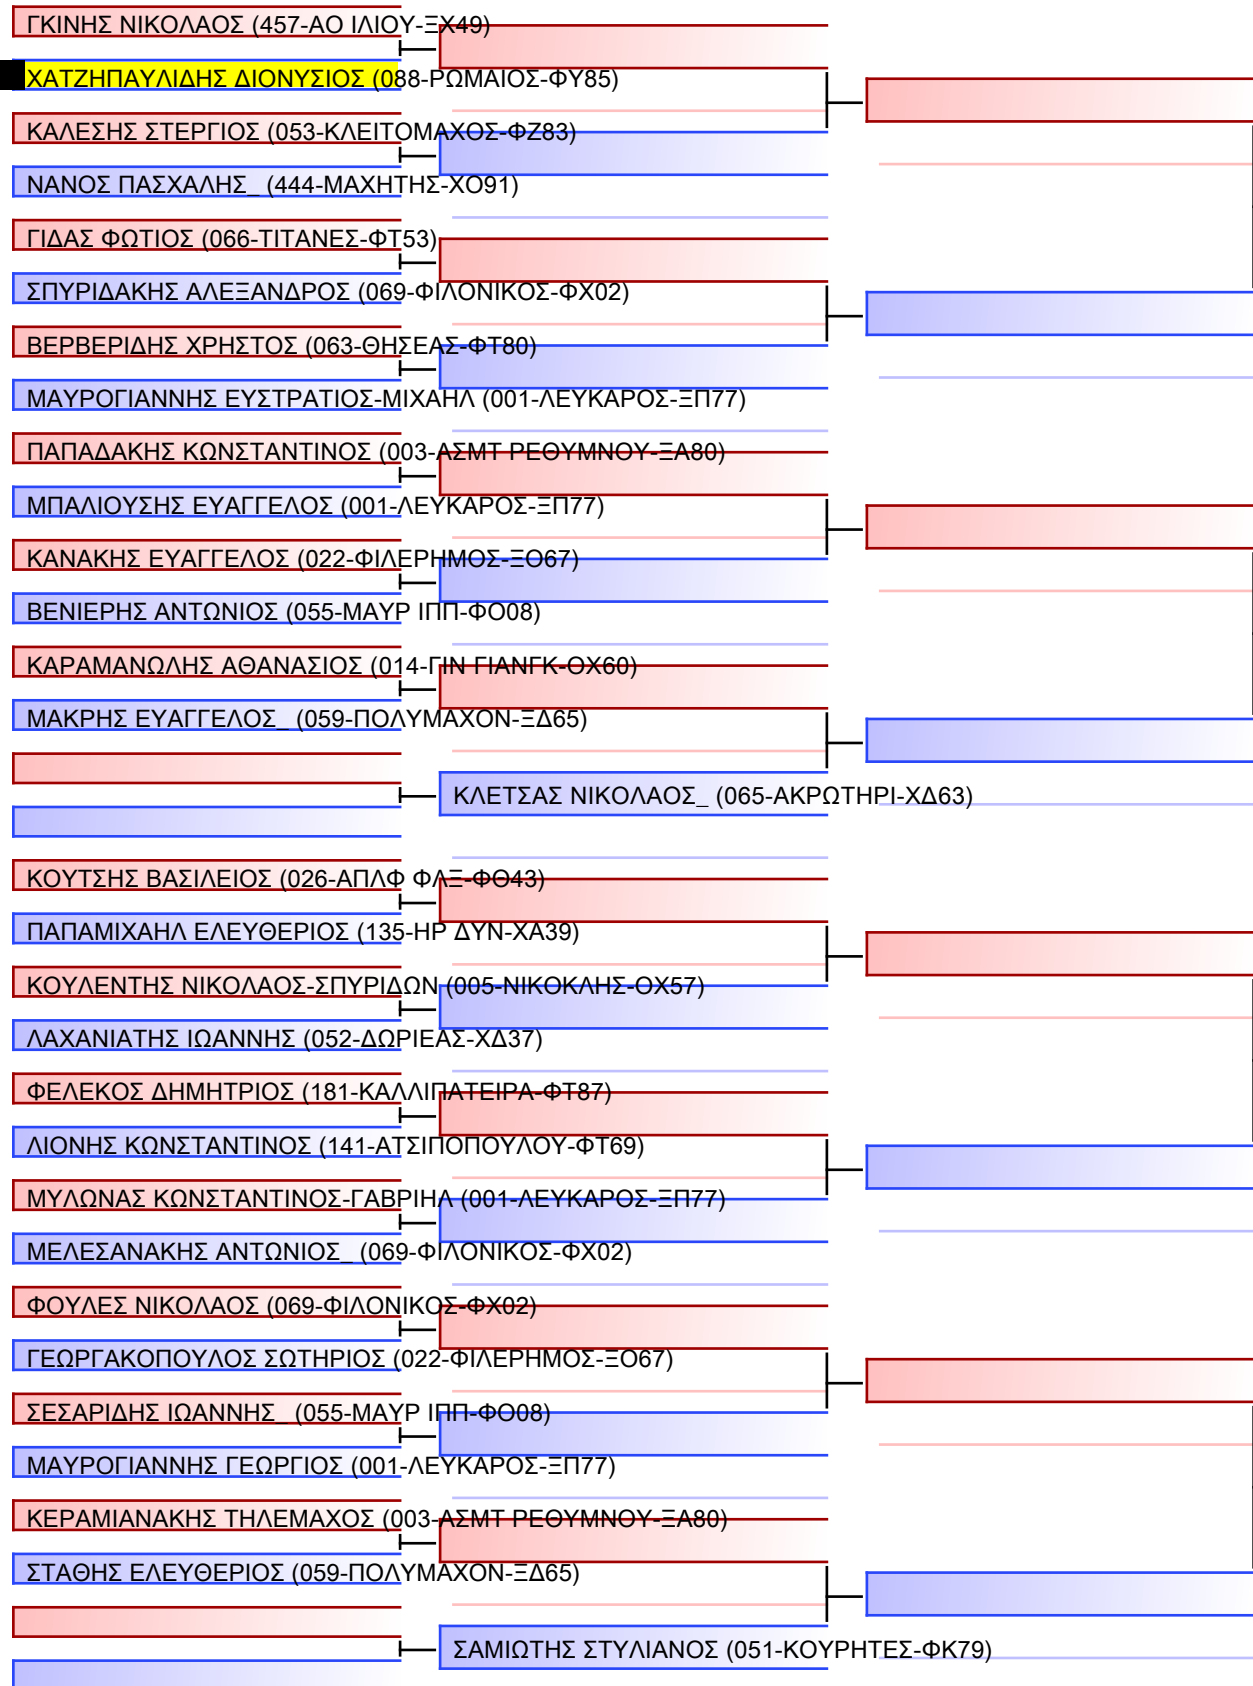 ΓΚΙΝΗΣ ΝΙΚΟΛΑΟΣ (457-ΑΟ ΙΛΙΟΥ-ΞΧ49)
ΧΑΤΖΗΠΑΥΛΙΔΗΣ ΔΙΟΝΥΣΙΟΣ (088-ΡΩΜΑΙΟΣ-ΦΥ85)
ΚΑΛΕΣΗΣ ΣΤΕΡΓΙΟΣ (053-ΚΛΕΙΤΟΜΑΧΟΣ-ΦΖ83)
ΝΑΝΟΣ ΠΑΣΧΑΛΗΣ_ (444-ΜΑΧΗΤΗΣ-ΧΟ91)
ΓΙΔΑΣ ΦΩΤΙΟΣ (066-ΤΙΤΑΝΕΣ-ΦΤ53)
ΣΠΥΡΙΔΑΚΗΣ ΑΛΕΞΑΝΔΡΟΣ (069-ΦΙΛΟΝΙΚΟΣ-ΦΧ02)
ΒΕΡΒΕΡΙΔΗΣ ΧΡΗΣΤΟΣ (063-ΘΗΣΕΑΣ-ΦΤ80)
ΜΑΥΡΟΓΙΑΝΝΗΣ ΕΥΣΤΡΑΤΙΟΣ-ΜΙΧΑΗΛ (001-ΛΕΥΚΑΡΟΣ-ΞΠ77)
ΠΑΠΑΔΑΚΗΣ ΚΩΝΣΤΑΝΤΙΝΟΣ (003-ΑΣΜΤ ΡΕΘΥΜΝΟΥ-ΞΑ80)
ΜΠΑΛΙΟΥΣΗΣ ΕΥΑΓΓΕΛΟΣ (001-ΛΕΥΚΑΡΟΣ-ΞΠ77)
ΚΑΝΑΚΗΣ ΕΥΑΓΓΕΛΟΣ (022-ΦΙΛΕΡΗΜΟΣ-ΞΟ67)
ΒΕΝΙΕΡΗΣ ΑΝΤΩΝΙΟΣ (055-ΜΑΥΡ ΙΠΠ-ΦΟ08)
ΚΑΡΑΜΑΝΩΛΗΣ ΑΘΑΝΑΣΙΟΣ (014-ΓΙΝ ΓΙΑΝΓΚ-ΟΧ60)
ΜΑΚΡΗΣ ΕΥΑΓΓΕΛΟΣ_ (059-ΠΟΛΥΜΑΧΟΝ-ΞΔ65)
ΚΛΕΤΣΑΣ ΝΙΚΟΛΑΟΣ_ (065-ΑΚΡΩΤΗΡΙ-ΧΔ63)
ΚΟΥΤΣΗΣ ΒΑΣΙΛΕΙΟΣ (026-ΑΠΛΦ ΦΛΞ-ΦΘ43)
ΠΑΠΑΜΙΧΑΗΛ ΕΛΕΥΘΕΡΙΟΣ (135-ΗΡ ΔΥΝ-ΧΑ39)
ΚΟΥΛΕΝΤΗΣ ΝΙΚΟΛΑΟΣ-ΣΠΥΡΙΔΩΝ (005-ΝΙΚΟΚΛΗΣ-ΟΧ57)
ΛΑΧΑΝΙΑΤΗΣ ΙΩΑΝΝΗΣ (052-ΔΩΡΙΕΑΣ-ΧΔ37)
ΦΕΛΕΚΟΣ ΔΗΜΗΤΡΙΟΣ (181-ΚΑΛΛΙΠΑΤΕΙΡΑ-ΦΤ87)
ΛΙΟΝΗΣ ΚΩΝΣΤΑΝΤΙΝΟΣ (141-ΑΤΣΙΠΟΠΟΥΛΟΥ-ΦΤ69)
ΜΥΛΩΝΑΣ ΚΩΝΣΤΑΝΤΙΝΟΣ-ΓΑΒΡΙΗΛ (001-ΛΕΥΚΑΡΟΣ-ΞΠ77)
ΜΕΛΕΣΑΝΑΚΗΣ ΑΝΤΩΝΙΟΣ_ (069-ΦΙΛΟΝΙΚΟΣ-ΦΧ02)
ΦΟΥΛΕΣ ΝΙΚΟΛΑΟΣ (069-ΦΙΛΟΝΙΚΟΣ-ΦΧ02)
ΓΕΩΡΓΑΚΟΠΟΥΛΟΣ ΣΩΤΗΡΙΟΣ (022-ΦΙΛΕΡΗΜΟΣ-ΞΟ67)
ΣΕΣΑΡΙΔΗΣ ΙΩΑΝΝΗΣ_ (055-ΜΑΥΡ ΙΠΠ-ΦΟ08)
ΜΑΥΡΟΓΙΑΝΝΗΣ ΓΕΩΡΓΙΟΣ (001-ΛΕΥΚΑΡΟΣ-ΞΠ77)
ΚΕΡΑΜΙΑΝΑΚΗΣ ΤΗΛΕΜΑΧΟΣ (003-ΑΣΜΤ ΡΕΘΥΜΝΟΥ-ΞΑ80)
ΣΤΑΘΗΣ ΕΛΕΥΘΕΡΙΟΣ (059-ΠΟΛΥΜΑΧΟΝ-ΞΔ65)
ΣΑΜΙΩΤΗΣ ΣΤΥΛΙΑΝΟΣ (051-ΚΟΥΡΗΤΕΣ-ΦΚ79)